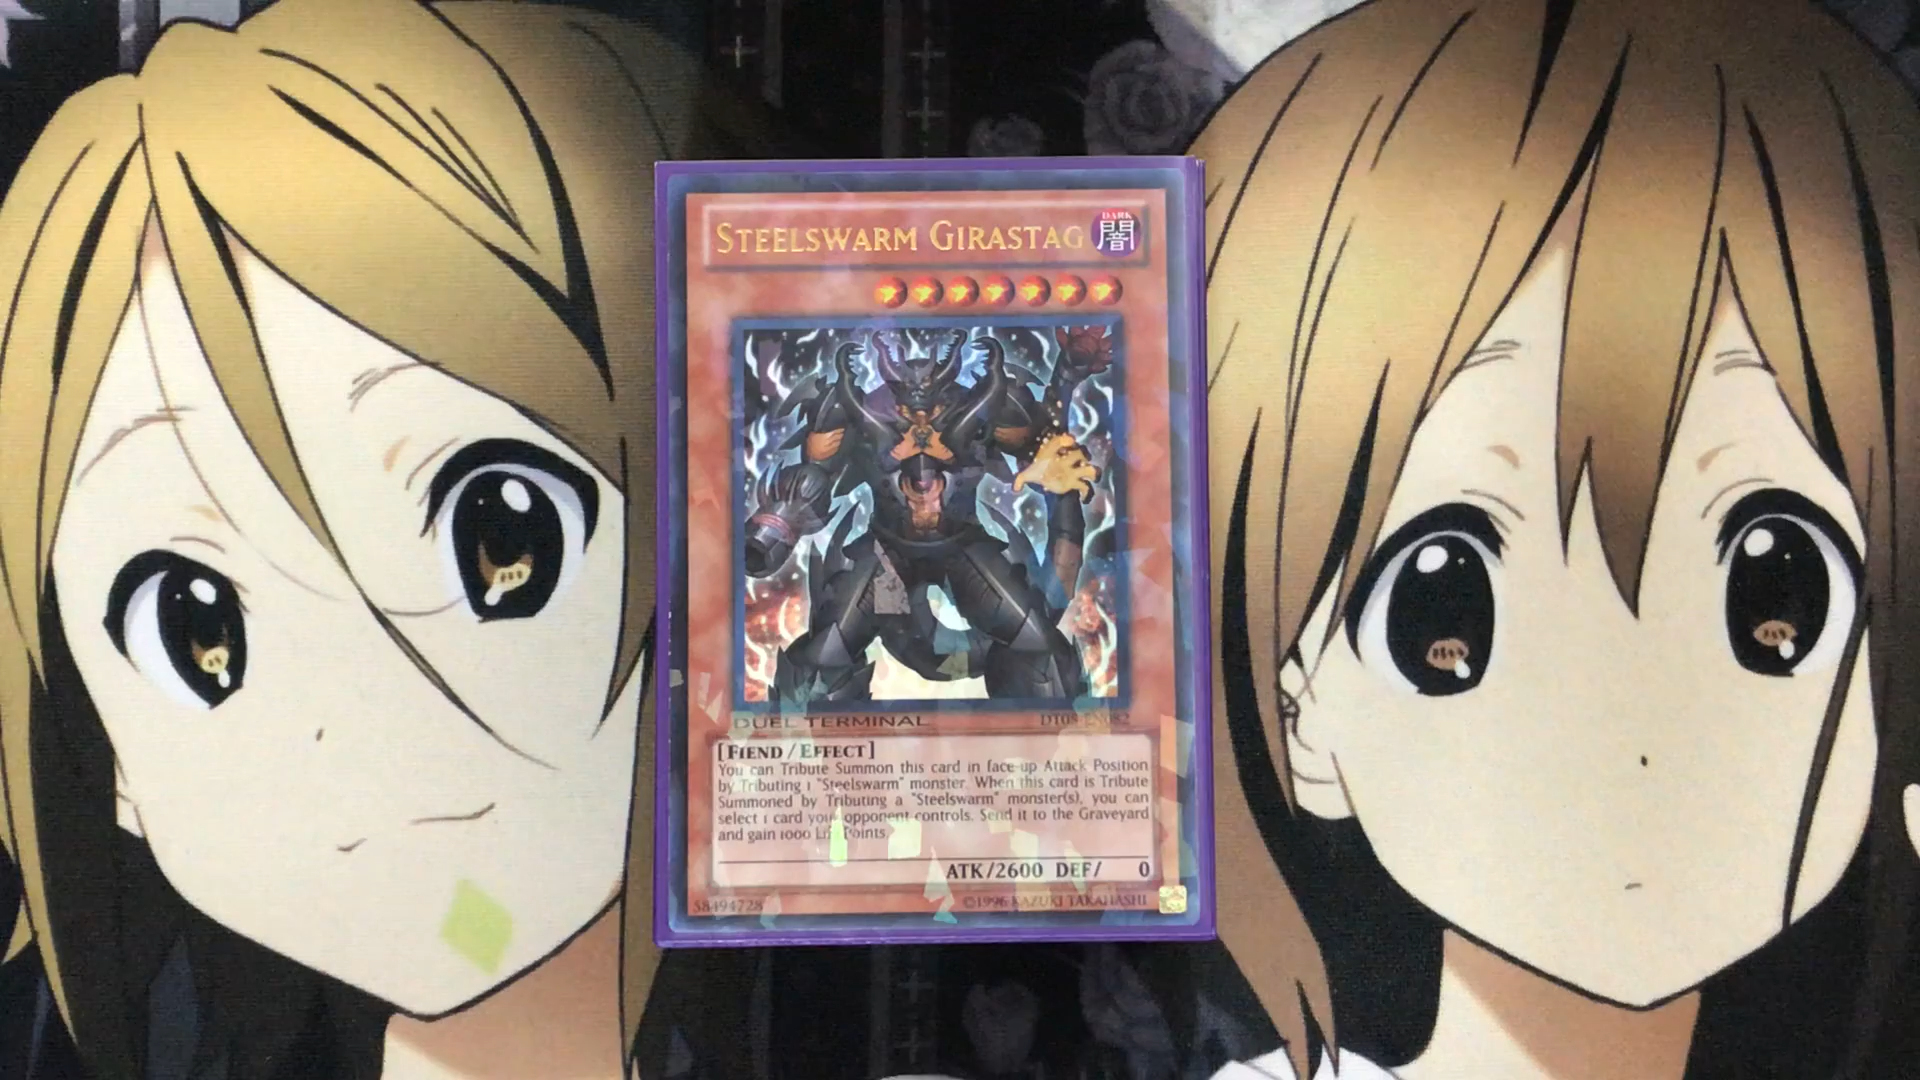 STEELSWARM GIRASTAG
DARK
闇
DUEL TERMINAL DT08-EN082
[FIEND / EFFECT]
You can Tribute Summon this card in face-up Attack Position
by Tributing 1 "Steelswarm" monster. When this card is Tribute
Summoned by Tributing a "Steelswarm" monster(s), you can
select 1 card your opponent controls. Send it to the Graveyard
and gain 1000 Life Points.
ATK/2600 DEF/ 0
58494728 ©1996 KAZUKI TAKAHASHI